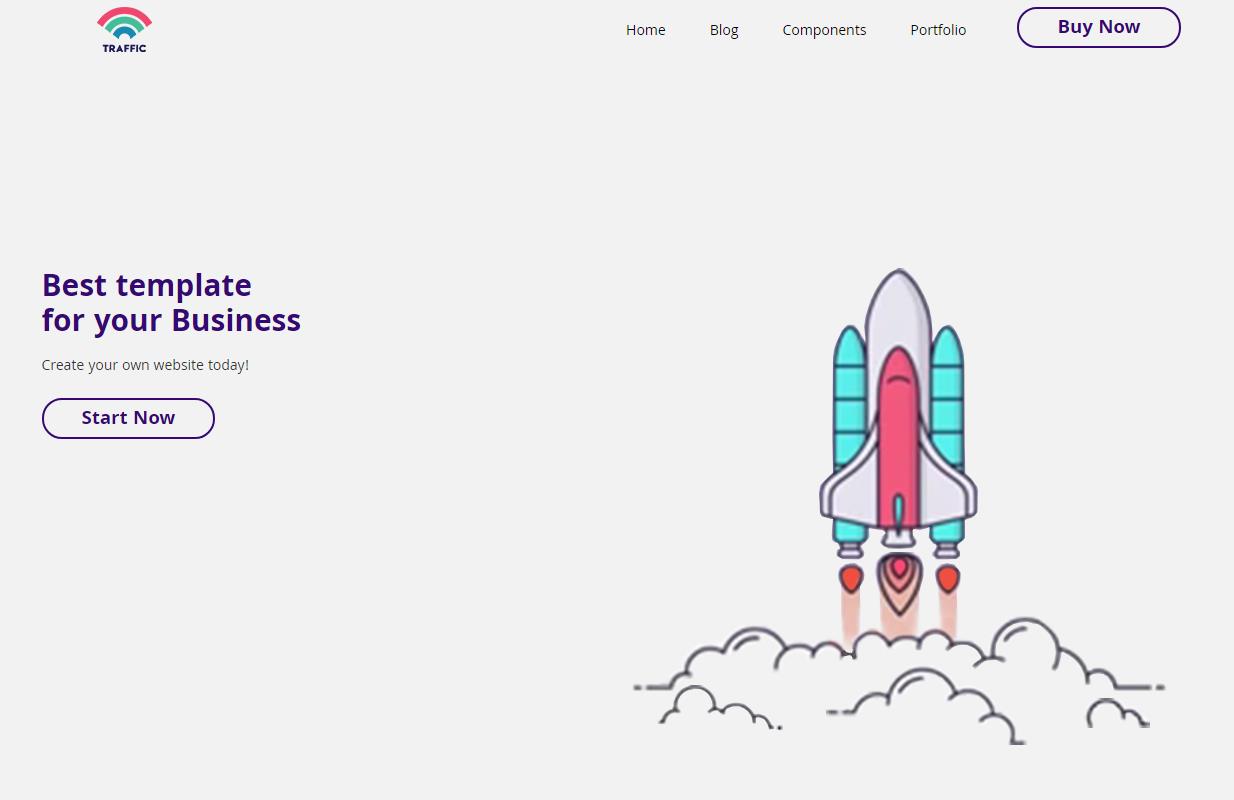 TRAFFIC
Home
Blog
Components
Portfolio
Buy Now
Best template
for your Business
Create your own website today!
Start Now